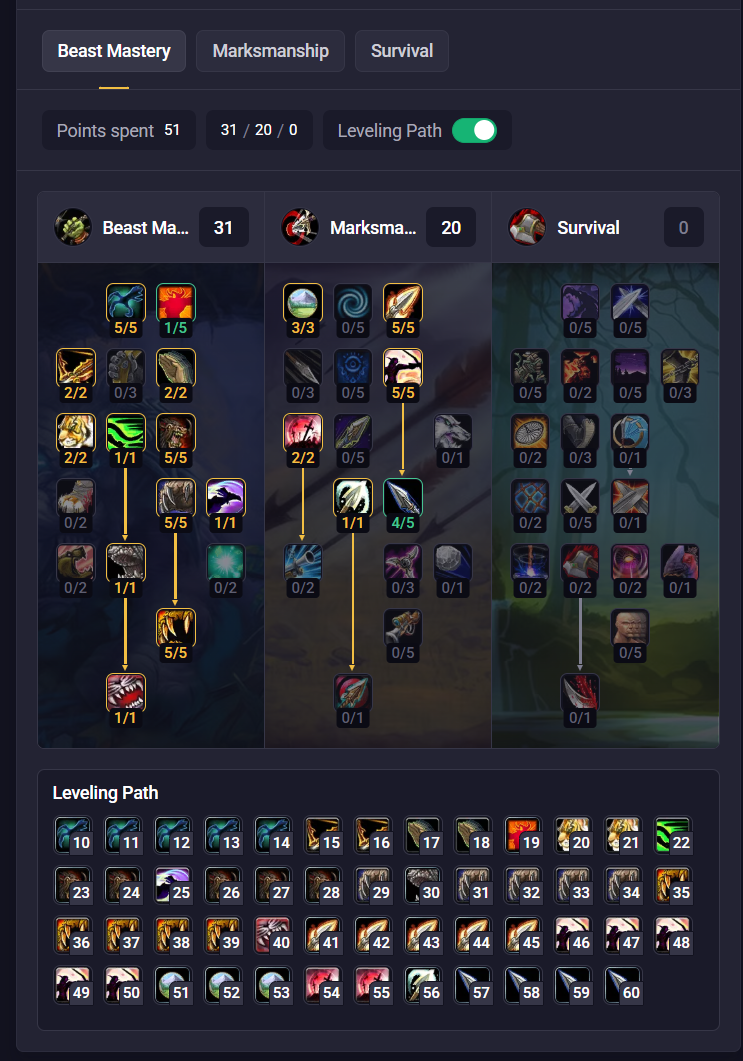 Beast Mastery Marksmanship Survival
Points spent 51 31 / 20 / 0 Leveling Path
Beast Ma... 31 Marksma... 20 Survival 0
5/5 1/5 3/3 0/5 5/5 0/5 0/5
2/2 0/3 2/2 0/3 0/5 5/5 0/5 0/2 0/5 0/3
2/2 1/1 5/5 2/2 0/5 0/1 0/2 0/3 0/1
0/2 5/5 1/1 1/1 4/5 0/2 0/5 0/1
0/2 1/1 0/2 0/2 0/3 0/1 0/2 0/2 0/2 0/1
5/5 0/5 0/5
1/1 0/1 0/1
Leveling Path
10 11 12 13 14 15 16 17 18 19 20 21 22
23 24 25 26 27 28 29 30 31 32 33 34 35
36 37 38 39 40 41 42 43 44 45 46 47 48
49 50 51 52 53 54 55 56 57 58 59 60